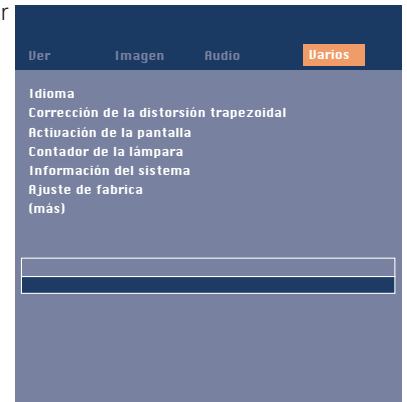 r
Ver Imagen Audio Varios
Idioma
Corrección de la distorsión trapezoidal
Activación de la pantalla
Contador de la lámpara
Información del sistema
Ajuste de fabrica
(más)